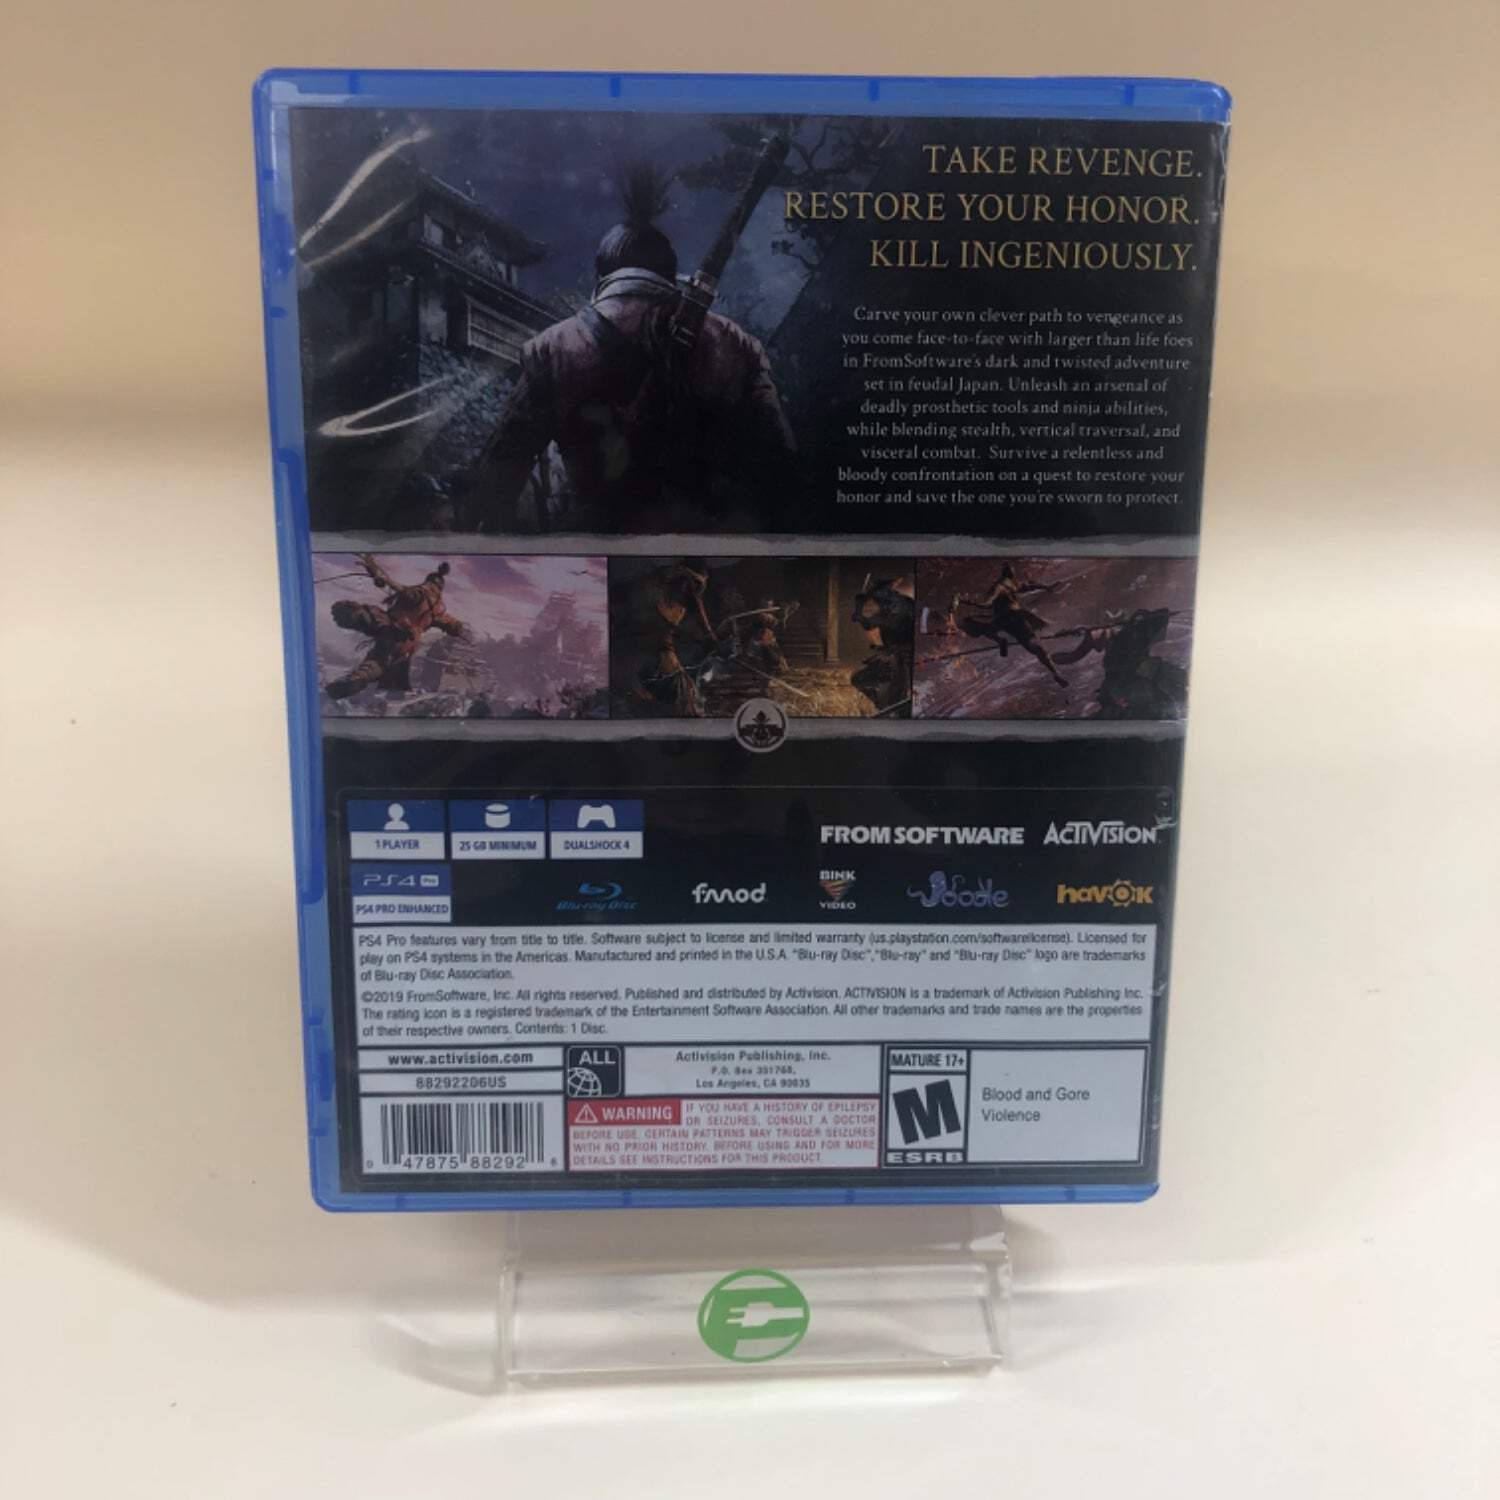 TAKE REVENGE.
RESTORE YOUR HONOR.
KILL INGENIOUSLY.
Carve your own clever path to vengeance as
you come face-to-face with larger than life foes
in FromSoftware's dark and twisted adventure
set in feudal Japan. Unleash an arsenal of
deadly prosthetic tools and ninja abilities,
while blending stealth, vertical traversal, and
visceral combat. Survive a relentless and
bloody confrontation on a quest to restore your
honor and save the one you're sworn to protect.
1 PLAYER
25 GB MINIMUM
DUALSHOCK 4
FROMSOFTWARE
ACTIVISION
PS4 Pro
PS4 PRO ENHANCED
Blu-ray Disc
fmod
BINK
VIDEO
oodle
havok
PS4 Pro features vary from title to title. Software subject to license and limited warranty (us.playstation.com/softwarelicense). Licensed for
play on PS4 systems in the Americas. Manufactured and printed in the U.S.A. "Blu-ray Disc", "Blu-ray" and "Blu-ray Disc" logo are trademarks
of Blu-ray Disc Association.
©2019 FromSoftware, Inc. All rights reserved. Published and distributed by Activision. ACTIVISION is a trademark of Activision Publishing Inc.
The rating icon is a registered trademark of the Entertainment Software Association. All other trademarks and trade names are the properties
of their respective owners. Contents: 1 Disc.
www.activision.com
88292206US
ALL
Activision Publishing, Inc.
P.O. Box 351768,
Los Angeles, CA 90035
WARNING
IF YOU HAVE A HISTORY OF EPILEPSY
OR SEIZURES, CONSULT A DOCTOR
BEFORE USE. CERTAIN PATTERNS MAY TRIGGER SEIZURES
WITH NO PRIOR HISTORY. BEFORE USING AND FOR MORE
DETAILS SEE INSTRUCTIONS FOR THIS PRODUCT.
MATURE 17+
M
ESRB
Blood and Gore
Violence
0 47875 88292 6